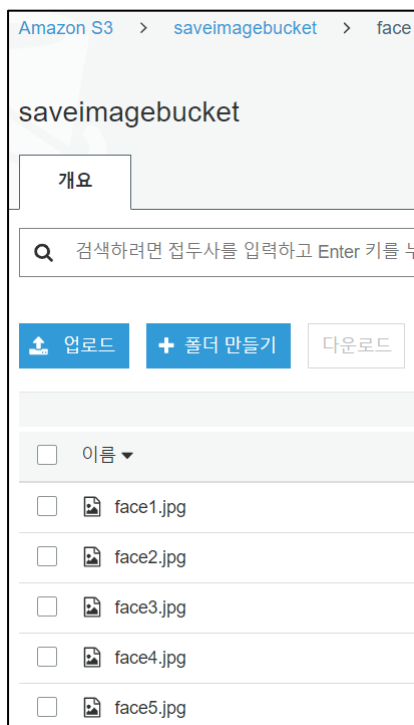 Amazon S3 > saveimagebucket > face
saveimagebucket
개요
검색하려면 접두사를 입력하고 Enter 키를
업로드 + 폴더 만들기 다운로드
이름
face1.jpg
face2.jpg
face3.jpg
face4.jpg
face5.jpg